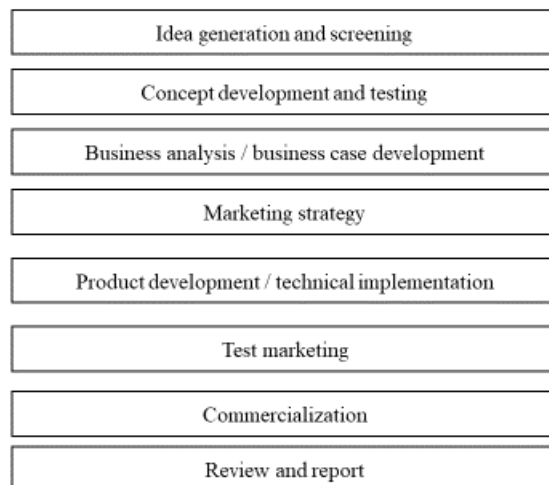 Idea generation and screening
Concept development and testing
Business analysis / business case development
Marketing strategy
Product development / technical implementation
Test marketing
Commercialization
Review and report